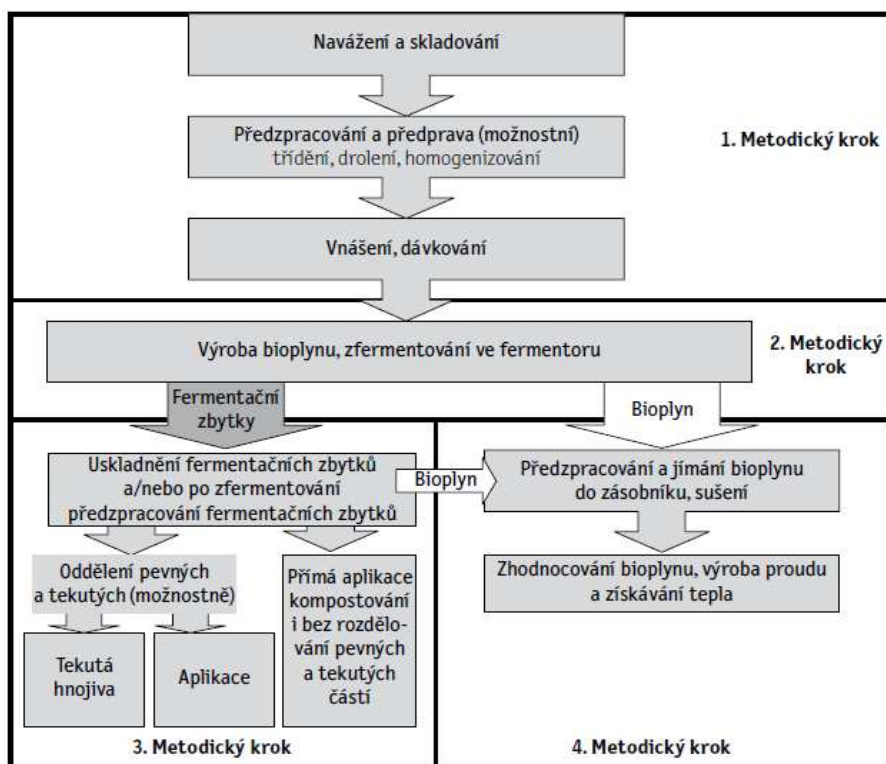 Navážení a skladování
Předzpracování a předprava (možnostní)
třídění, drolení, homogenizování
1. Metodický krok
Vnášení, dávkování
Výroba bioplynu, zfermentování ve fermentoru
2. Metodický
krok
Fermentační
zbytky
Bioplyn
Uskladnění fermentačních zbytků
a/nebo po zfermentování
předzpracování fermentačních zbytků
Bioplyn
Předzpracování a jímání bioplynu
do zásobníku, sušení
Oddělení pevných
a tekutých (možnostně)
Přímá aplikace
kompostování
i bez rozdělo-
vání pevných
a tekutých
částí
Zhodnocování bioplynu, výroba proudu
a získávání tepla
Tekutá
hnojiva
Aplikace
3. Metodický krok
4. Metodický krok